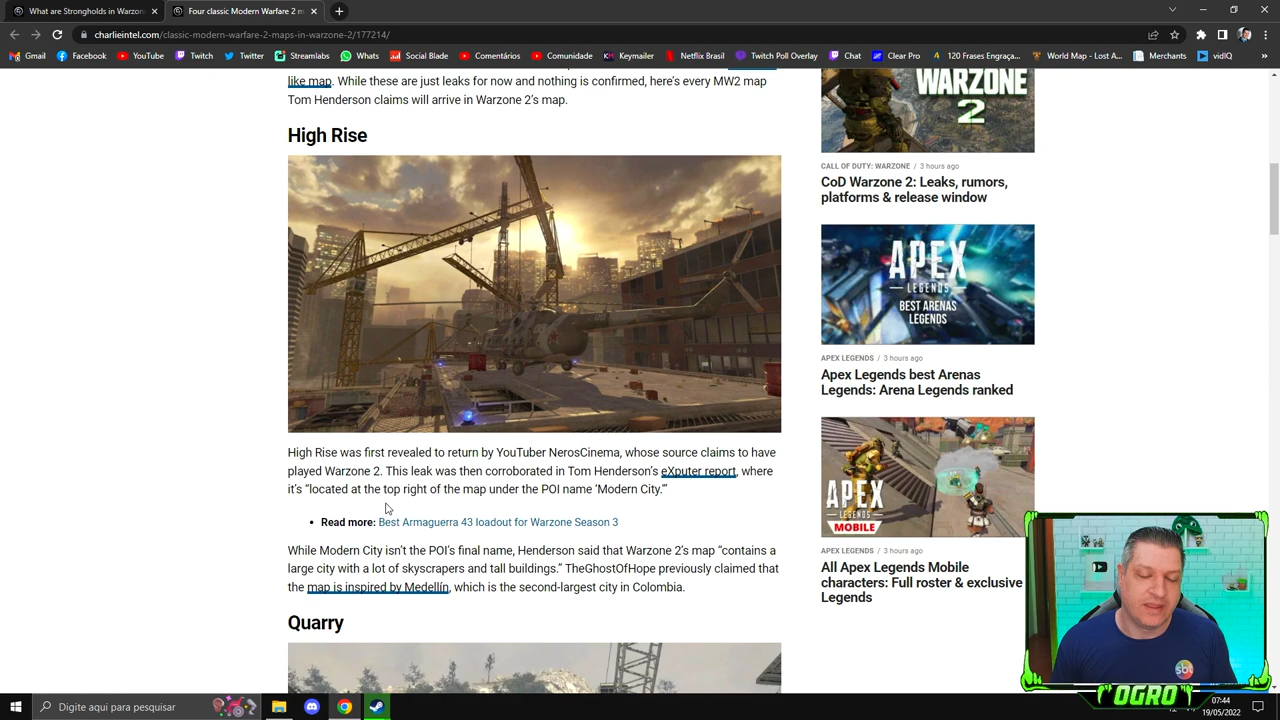 What are Strongholds in Warzon
Four classic Modern Warfare 2 m
charlieintel.com/classic-modern-warfare-2-maps-in-warzone-2/177214/
Gmail Facebook YouTube Twitch Twitter Streamlabs WhatsApp Social Blade Comentários Comunidade Keymailer Netflix Brasil Twitch Poll Overlay Chat Clear Pro 120 Frases Engraça... World Map - Lost A... Merchants vidIQ »
like map. While these are just leaks for now and nothing is confirmed, here’s every MW2 map
Tom Henderson claims will arrive in Warzone 2’s map.
High Rise
High Rise was first revealed to return by YouTuber NerosCinema, whose source claims to have
played Warzone 2. This leak was then corroborated in Tom Henderson’s eXputer report, where
it’s “located at the top right of the map under the POI name ‘Modern City.’”
• Read more: Best Armaguerra 43 loadout for Warzone Season 3
While Modern City isn’t the POI’s final name, Henderson said that Warzone 2’s map “contains a
large city with a lot of skyscrapers and tall buildings.” TheGhostOfHope previously claimed that
the map is inspired by Medellín, which is the second-largest city in Colombia.
Quarry
WARZONE
2
CALL OF DUTY: WARZONE / 3 hours ago
CoD Warzone 2: Leaks, rumors,
platforms & release window
APEX
LEGENDS
BEST ARENAS
LEGENDS
APEX LEGENDS / 3 hours ago
Apex Legends best Arenas
Legends: Arena Legends ranked
APEX
LEGENDS
MOBILE
APEX LEGENDS / 3 hours ago
All Apex Legends Mobile
characters: Full roster & exclusive
Legends
OGRO
Digite aqui para pesquisar
07:44
19/05/2022